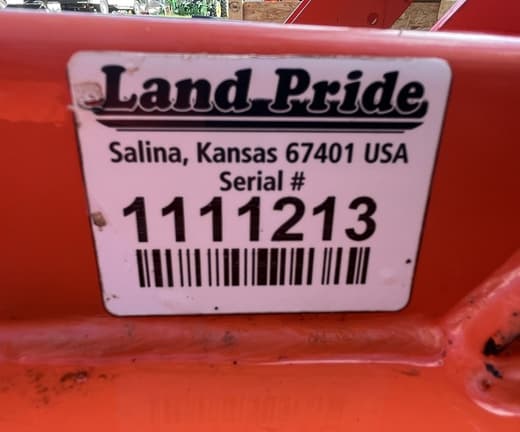 Land Pride
Salina, Kansas 67401 USA
Serial #
1111213